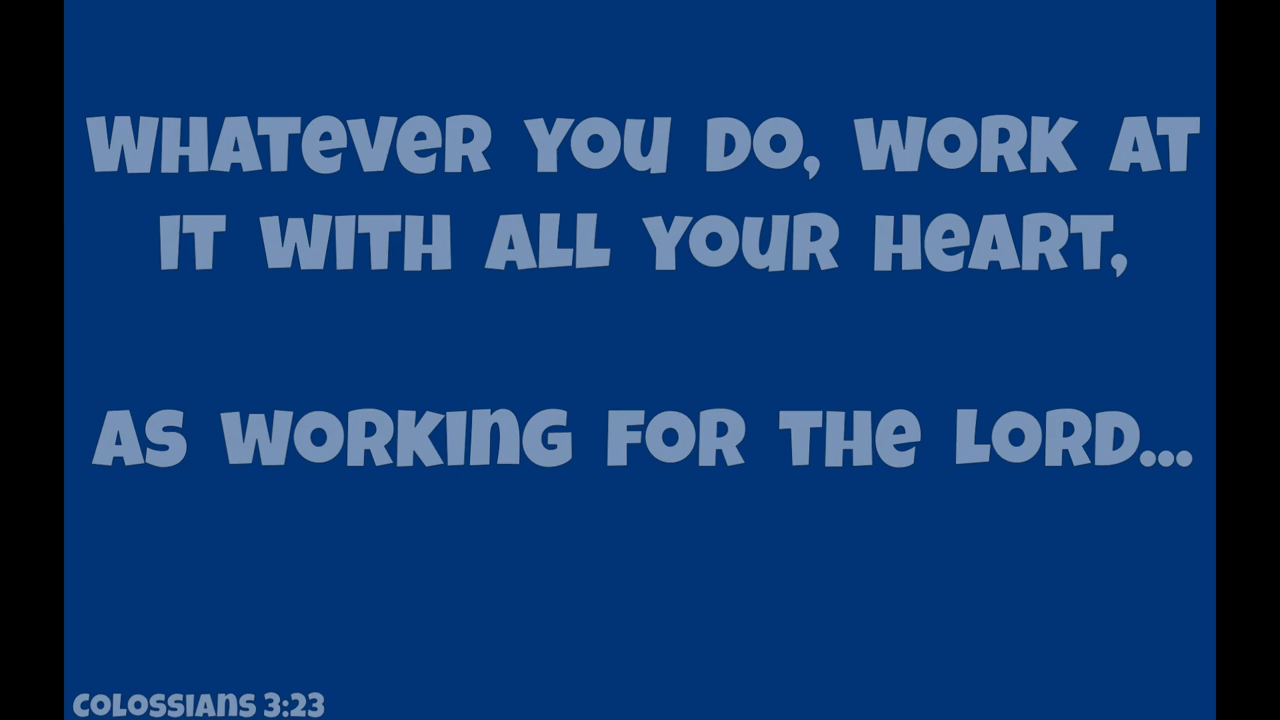 WHATEVER YOU DO, WORK AT
IT WITH ALL YOUR HEART,
AS WORKING FOR THE LORD...
COLOSSIANS 3:23